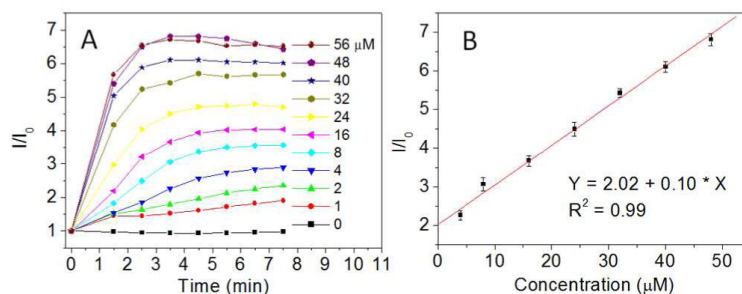 A
I/I0
7
6
5
4
3
2
1
0 1 2 3 4 5 6 7 8 9 10 11
Time (min)
56 μM
48
40
32
24
16
8
4
2
1
0
B
I/I0
7
6
5
4
3
2
0 10 20 30 40 50
Concentration (μM)
Y = 2.02 + 0.10 * X
R² = 0.99